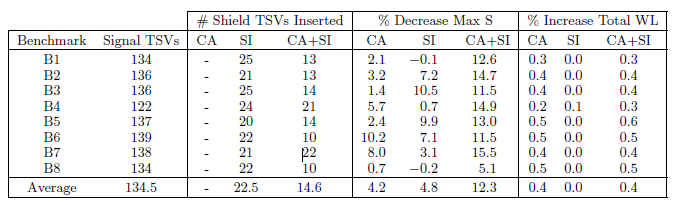 # Shield TSVs Inserted % Decrease Max S % Increase Total WL
Benchmark Signal TSVs CA SI CA+SI CA SI CA+SI CA SI CA+SI
B1 134 - 25 13 2.1 −0.1 12.6 0.3 0.0 0.3
B2 136 - 21 13 3.2 7.2 14.7 0.4 0.0 0.4
B3 136 - 25 14 1.4 10.5 11.5 0.4 0.0 0.4
B4 122 - 24 21 5.7 0.7 14.9 0.2 0.1 0.3
B5 137 - 20 14 2.4 9.9 13.0 0.5 0.0 0.6
B6 139 - 22 10 10.2 7.1 11.5 0.5 0.0 0.5
B7 138 - 21 22 8.0 3.1 15.5 0.4 0.0 0.4
B8 134 - 22 10 0.7 −0.2 5.1 0.5 0.0 0.5
Average 134.5 - 22.5 14.6 4.2 4.8 12.3 0.4 0.0 0.4